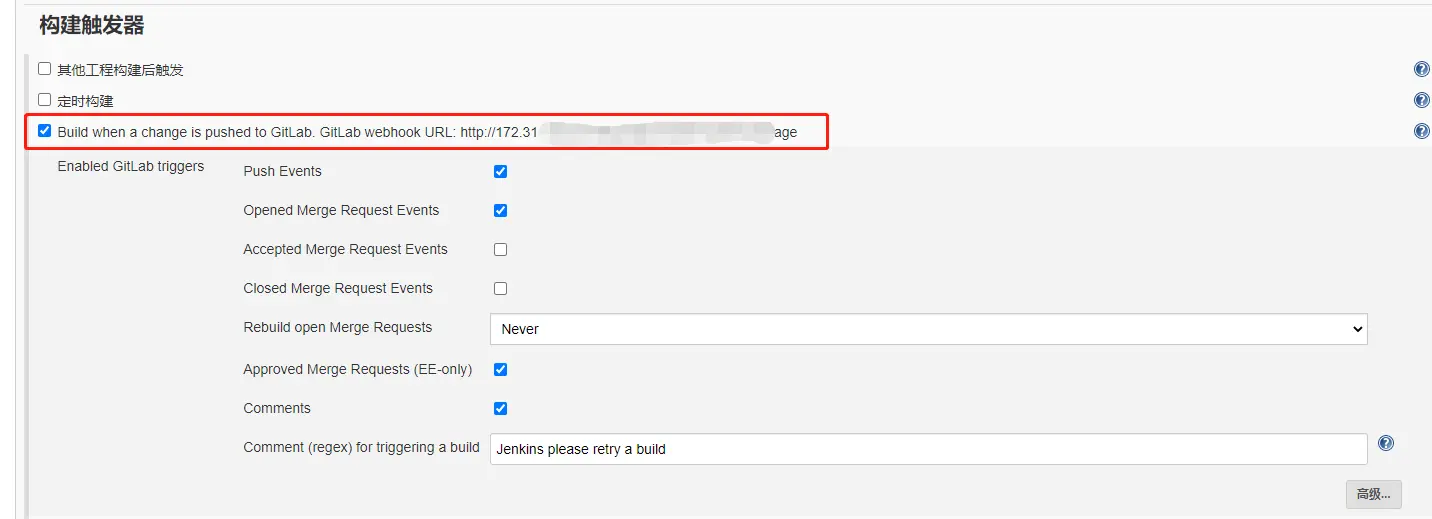 构建触发器
其他工程构建后触发
定时构建
Build when a change is pushed to GitLab. GitLab webhook URL: http://172.31 age
Enabled GitLab triggers
Push Events
Opened Merge Request Events
Accepted Merge Request Events
Closed Merge Request Events
Rebuild open Merge Requests
Never
Approved Merge Requests (EE-only)
Comments
Comment (regex) for triggering a build
Jenkins please retry a build
高级...